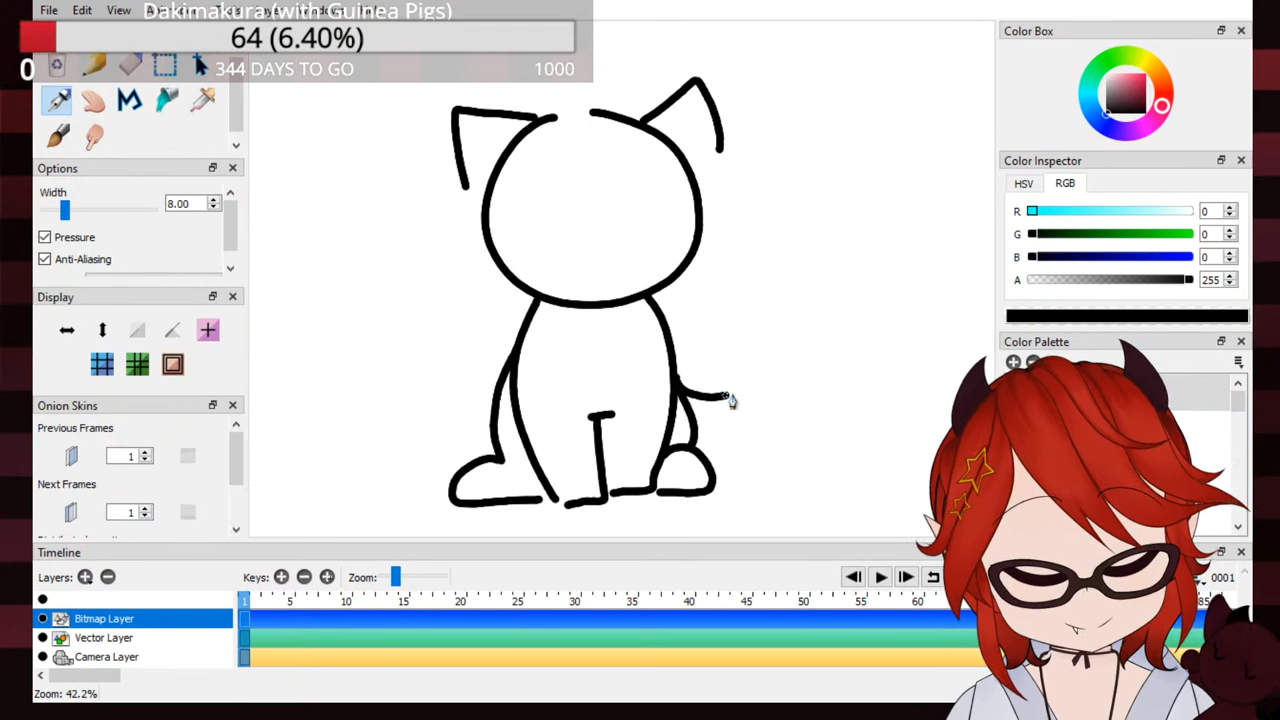 Dakimakura (with Guinea Pigs)
File Edit View
64 (6.40%)
0 344 DAYS TO GO 1000
Color Box
Options
Width
8.00
Pressure
Anti-Aliasing
Color Inspector
HSV RGB
R 0
G 0
B 0
A 255
Display
Color Palette
Onion Skins
Previous Frames
1
Next Frames
1
Timeline
Layers: Keys: Zoom: 0001
1 5 10 15 20 25 30 35 40 45 50 55 60 85
Bitmap Layer
Vector Layer
Camera Layer
Zoom: 42.2%